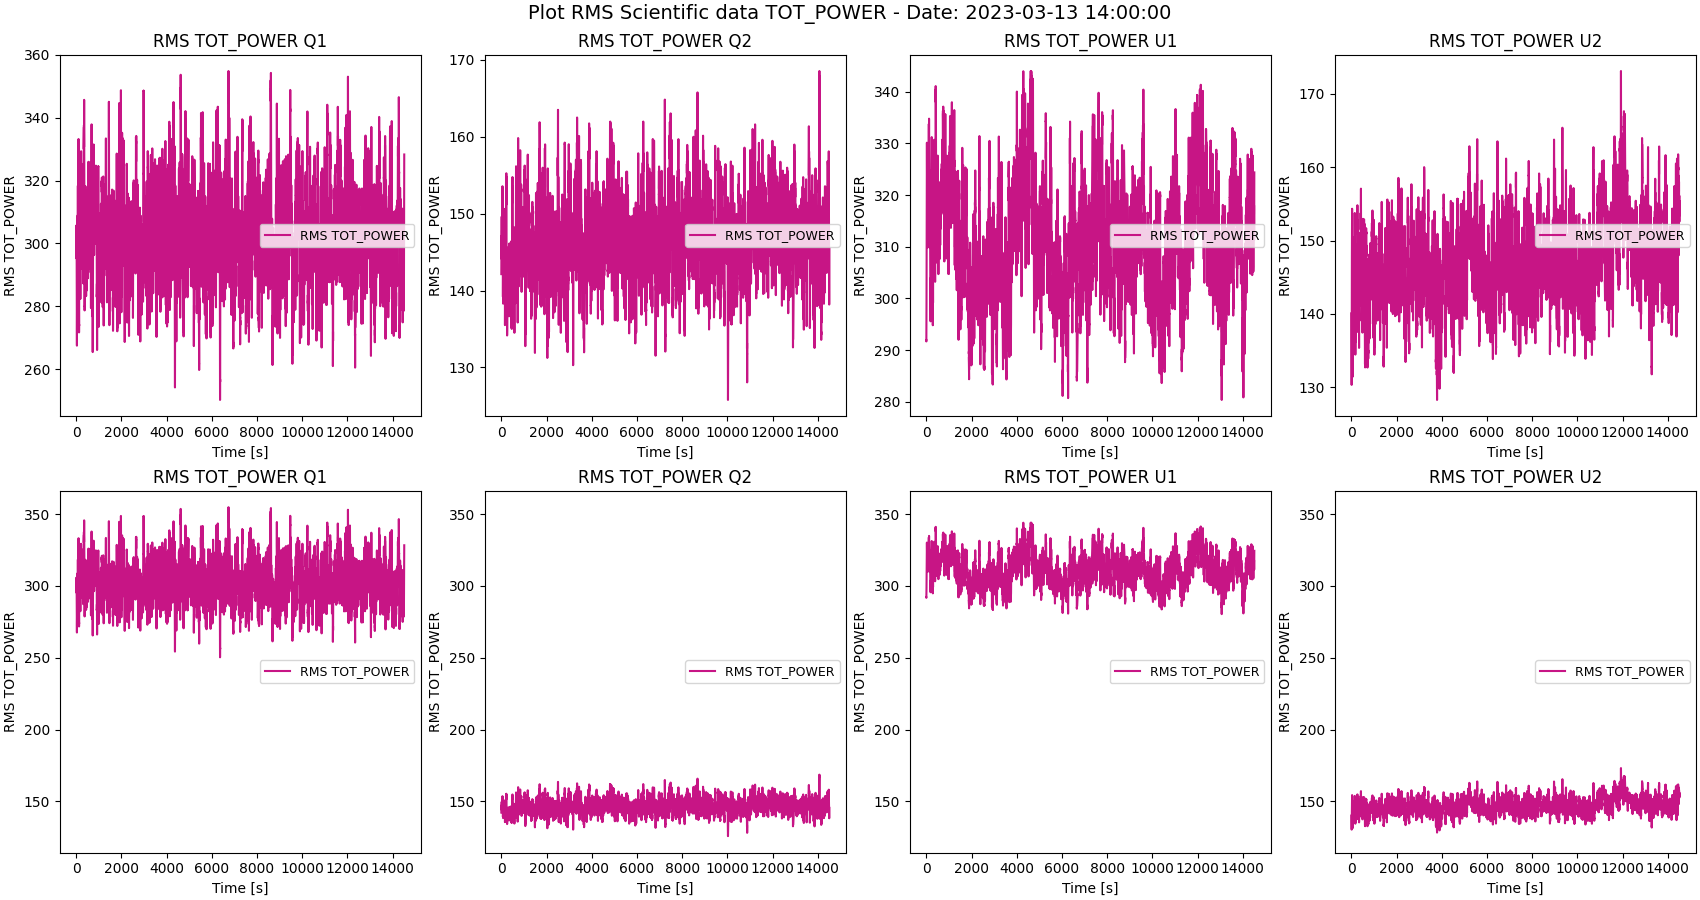 Plot RMS Scientific data TOT_POWER - Date: 2023-03-13 14:00:00
RMS TOT_POWER Q1
RMS TOT_POWER
360
340
320
300
280
260
0 2000 4000 6000 8000 10000 12000 14000
Time [s]
RMS TOT_POWER
RMS TOT_POWER Q2
RMS TOT_POWER
170
160
150
140
130
0 2000 4000 6000 8000 10000 12000 14000
Time [s]
RMS TOT_POWER
RMS TOT_POWER U1
RMS TOT_POWER
340
330
320
310
300
290
280
0 2000 4000 6000 8000 10000 12000 14000
Time [s]
RMS TOT_POWER
RMS TOT_POWER U2
RMS TOT_POWER
170
160
150
140
130
0 2000 4000 6000 8000 10000 12000 14000
Time [s]
RMS TOT_POWER
RMS TOT_POWER Q1
RMS TOT_POWER
350
300
250
200
150
0 2000 4000 6000 8000 10000 12000 14000
Time [s]
RMS TOT_POWER
RMS TOT_POWER Q2
RMS TOT_POWER
350
300
250
200
150
0 2000 4000 6000 8000 10000 12000 14000
Time [s]
RMS TOT_POWER
RMS TOT_POWER U1
RMS TOT_POWER
350
300
250
200
150
0 2000 4000 6000 8000 10000 12000 14000
Time [s]
RMS TOT_POWER
RMS TOT_POWER U2
RMS TOT_POWER
350
300
250
200
150
0 2000 4000 6000 8000 10000 12000 14000
Time [s]
RMS TOT_POWER